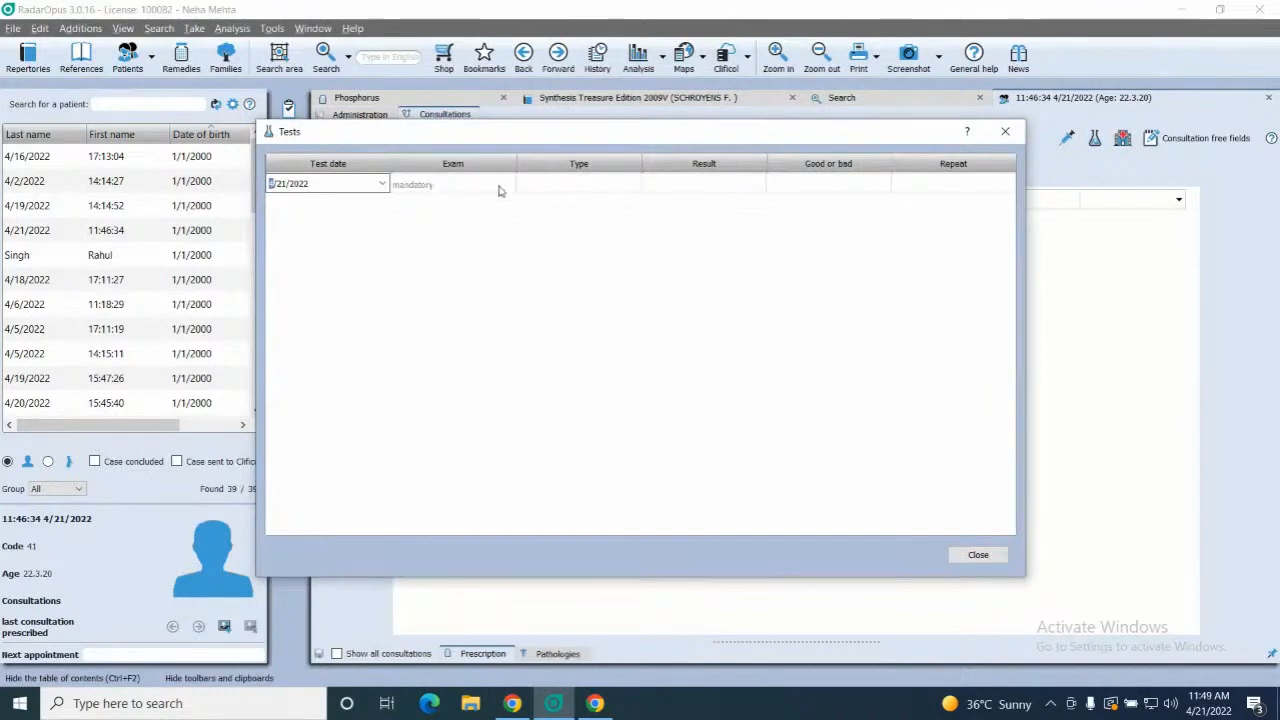 RadarOpus 3.0.16 - License: 100082 - Neha Mehta
File Edit Additions View Search Take Analysis Tools Window Help
Type in English
Repertories References Patients Remedies Families Search area Search Shop Bookmarks Back Forward History Analysis Maps Clificol Zoom in Zoom out Print Screenshot General help News
Phosphorus Synthesis Treasure Edition 2009V (SCHROYENS F. ) Search 11:46:34 4/21/2022 (Age: 22.3.20)
Search for a patient:
Administration Consultations
Last name First name Date of birth
4/16/2022 17:13:04 1/1/2000
4/2/2022 14:14:27 1/1/2000
4/19/2022 14:14:52 1/1/2000
4/21/2022 11:46:34 1/1/2000
Singh Rahul 1/1/2000
4/18/2022 17:11:27 1/1/2000
4/6/2022 11:18:29 1/1/2000
4/5/2022 17:11:19 1/1/2000
4/5/2022 14:15:11 1/1/2000
4/19/2022 15:47:26 1/1/2000
4/20/2022 15:45:40 1/1/2000
Case concluded Case sent to Clific
Group All Found 39 / 39
11:46:34 4/21/2022
Code 41
Age 22.3.20
Consultations
last consultation
prescribed
Next appointment
Hide the table of contents (Ctrl+F2) Hide toolbars and clipboards
Tests
Test date Exam Type Result Good or bad Repeat
4/21/2022 mandatory
Close
Consultation free fields
Show all consultations Prescription Pathologies
Activate Windows
Go to Settings to activate Windows.
Type here to search
36°C Sunny
11:49 AM
4/21/2022
3